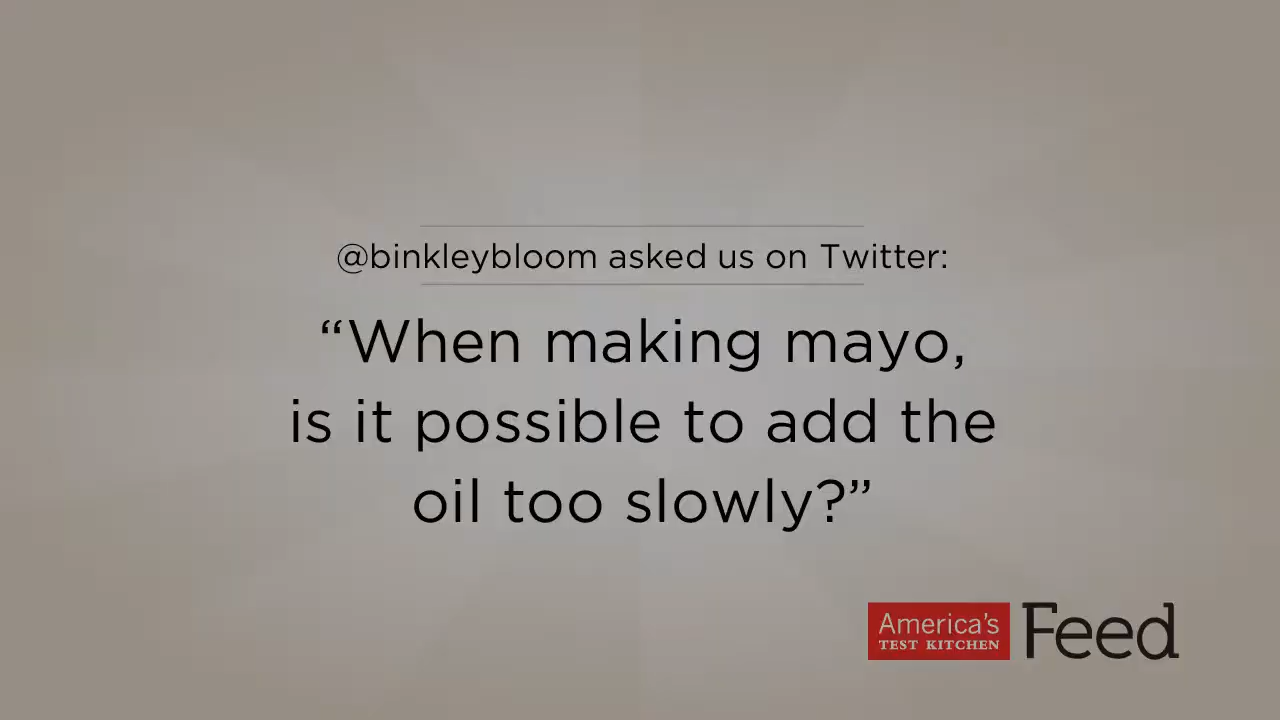 @binkleybloom asked us on Twitter:
“When making mayo,
is it possible to add the
oil too slowly?”
America's
TEST KITCHEN
Feed